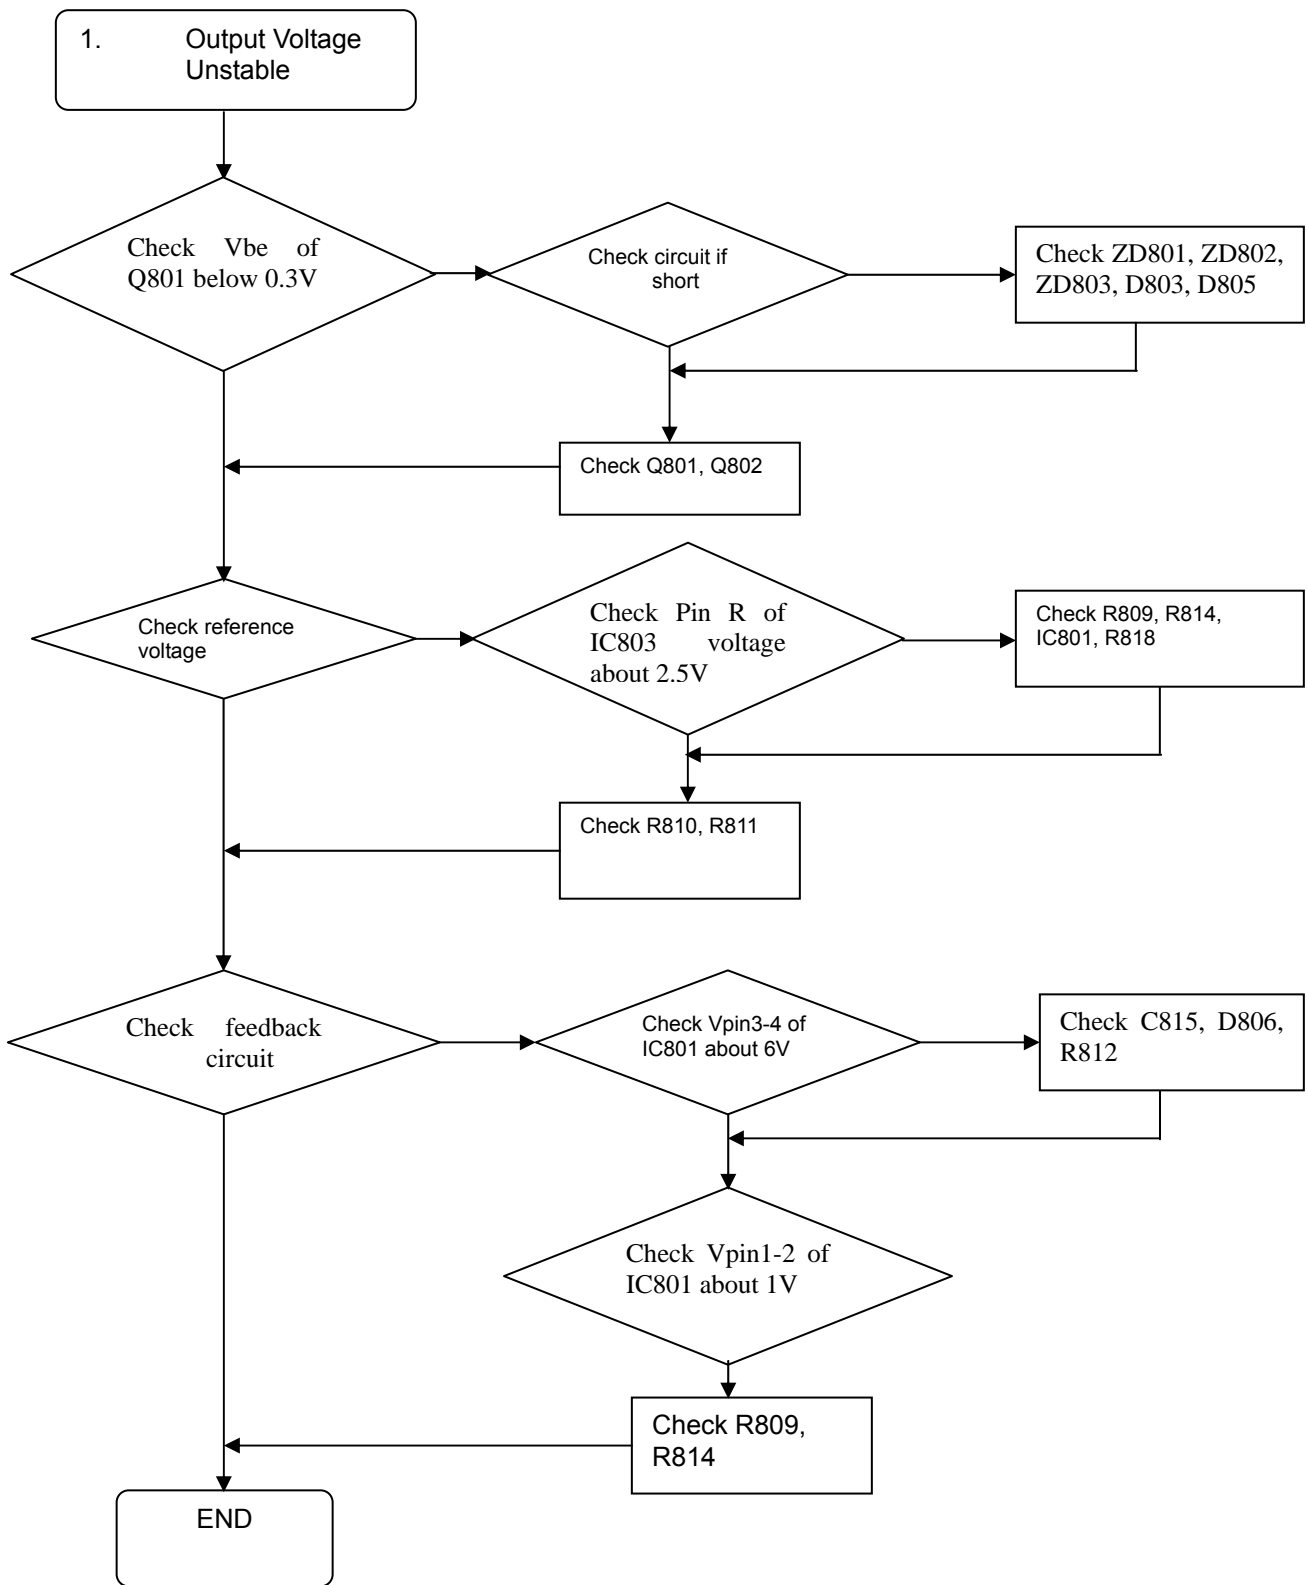 1. Output Voltage
Unstable
Check Vbe of
Q801 below 0.3V
Check circuit if
short
Check ZD801, ZD802,
ZD803, D803, D805
Check Q801, Q802
Check reference
voltage
Check Pin R of
IC803 voltage
about 2.5V
Check R809, R814,
IC801, R818
Check R810, R811
Check feedback
circuit
Check Vpin3-4 of
IC801 about 6V
Check C815, D806,
R812
Check Vpin1-2 of
IC801 about 1V
Check R809,
R814
END